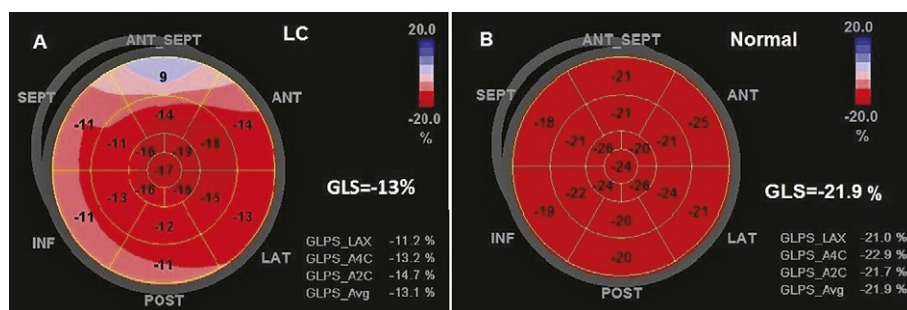 A
LC
ANT_SEPT
20.0
9
SEPT
ANT
-11
-14
-14
-11
-18
-20.0
-16
-19
%
-17
-13
-16
-16
-15
GLS=-13%
-11
-12
-13
INF
-11
LAT
POST
GLPS_LAX -11.2 %
GLPS_A4C -13.2 %
GLPS_A2C -14.7 %
GLPS_Avg -13.1 %
B
Normal
ANT_SEPT
20.0
-21
SEPT
ANT
-18
-21
-25
-21
-21
-20.0
-26
-20
%
-24
-22
-24
-26
-24
GLS=-21.9 %
-19
-20
-21
INF
-20
LAT
POST
GLPS_LAX -21.0 %
GLPS_A4C -22.9 %
GLPS_A2C -21.7 %
GLPS_Avg -21.9 %